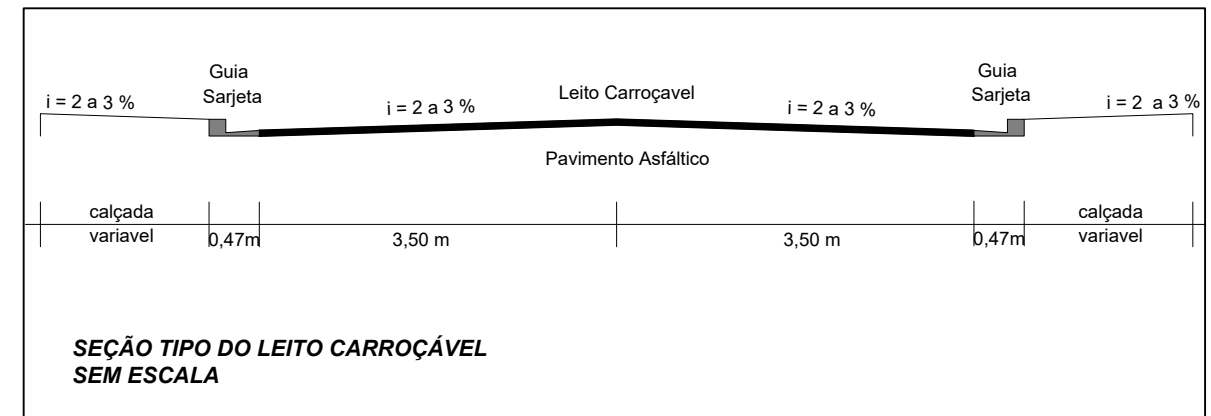 Guia
Sarjeta
Guia
Sarjeta
i = 2 a 3 %
i = 2 a 3 %
Leito Carroçavel
i = 2 a 3 %
i = 2 a 3 %
Pavimento Asfáltico
calçada
variavel
0,47m
3,50 m
3,50 m
0,47m
calçada
variavel
SEÇÃO TIPO DO LEITO CARROÇÁVEL
SEM ESCALA